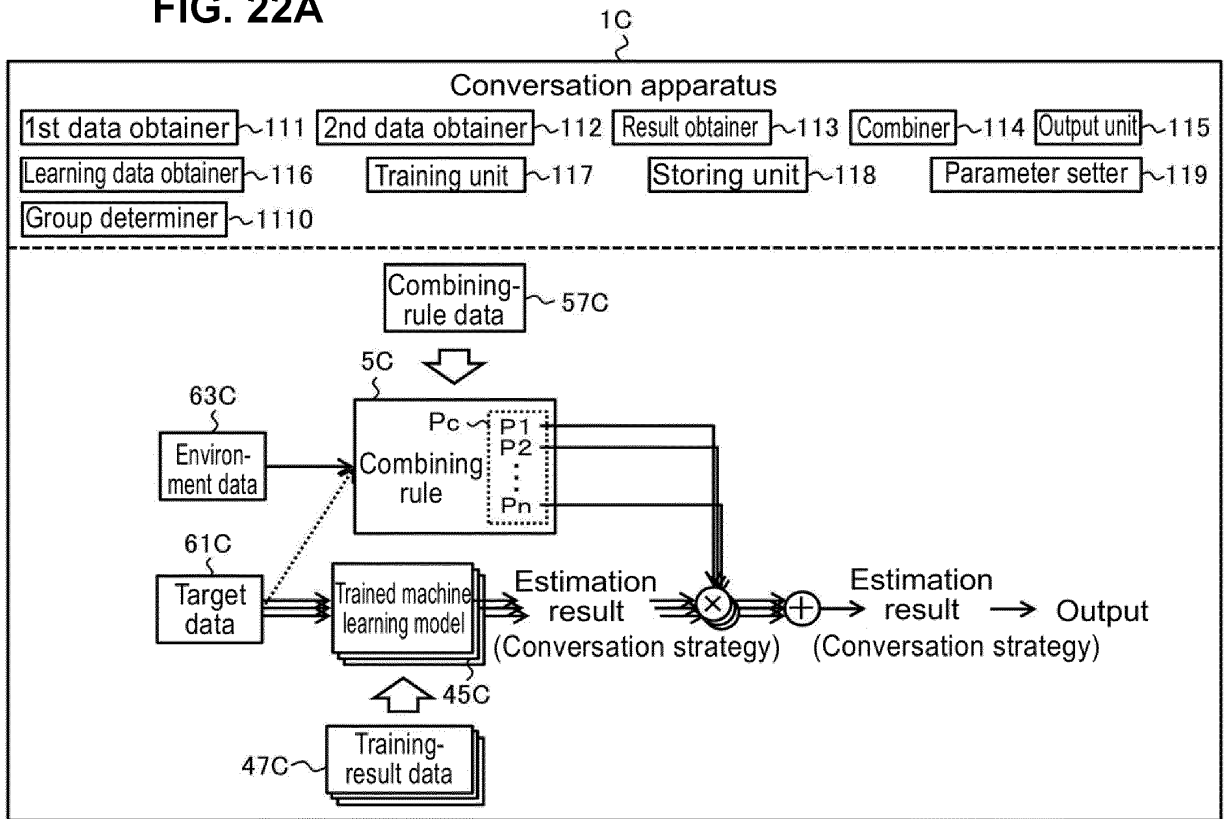 FIG. 22A
1C
Conversation apparatus
1st data obtainer 111 2nd data obtainer 112 Result obtainer 113 Combiner 114 Output unit 115
Learning data obtainer 116 Training unit 117 Storing unit 118 Parameter setter 119
Group determiner 1110
Combining-
rule data 57C
5C
63C
Environ-
ment data
Combining
rule
Pc P1
P2
Pn
61C
Target
data
Trained machine
learning model
45C
Estimation
result
(Conversation strategy)
×
+
Estimation
result
(Conversation strategy)
Output
47C
Training-
result data